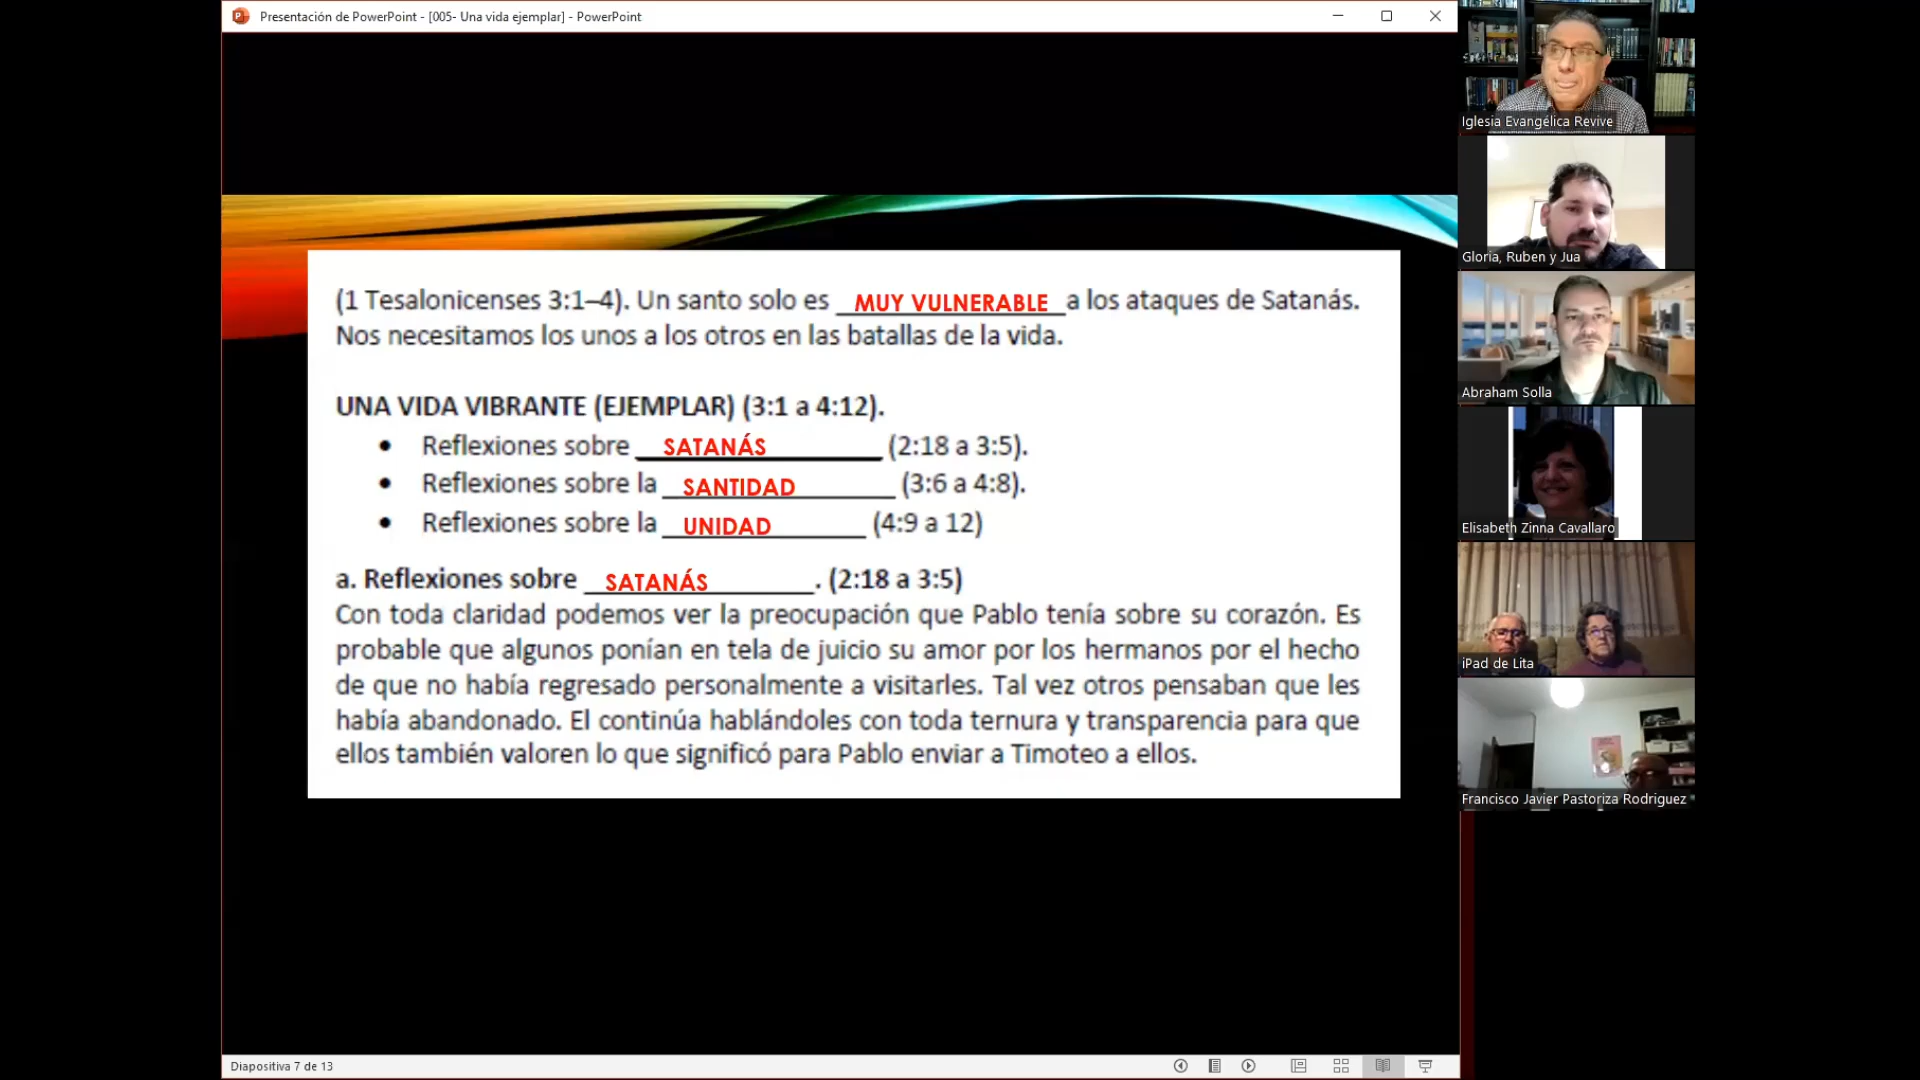 Presentación de PowerPoint - [005- Una vida ejemplar] - PowerPoint
(1 Tesalonicenses 3:1–4). Un santo solo es MUY VULNERABLE a los ataques de Satanás.
Nos necesitamos los unos a los otros en las batallas de la vida.
UNA VIDA VIBRANTE (EJEMPLAR) (3:1 a 4:12).
• Reflexiones sobre SATANÁS (2:18 a 3:5).
• Reflexiones sobre la SANTIDAD (3:6 a 4:8).
• Reflexiones sobre la UNIDAD (4:9 a 12)
a. Reflexiones sobre SATANÁS. (2:18 a 3:5)
Con toda claridad podemos ver la preocupación que Pablo tenía sobre su corazón. Es
probable que algunos ponían en tela de juicio su amor por los hermanos por el hecho
de que no había regresado personalmente a visitarles. Tal vez otros pensaban que les
había abandonado. El continúa hablándoles con toda ternura y transparencia para que
ellos también valoren lo que significó para Pablo enviar a Timoteo a ellos.
Diapositiva 7 de 13
Iglesia Evangélica Revive
Gloria, Ruben y Jua
Abraham Solla
Elisabeth Zinna Cavallaro
iPad de Lita
Francisco Javier Pastoriza Rodriguez